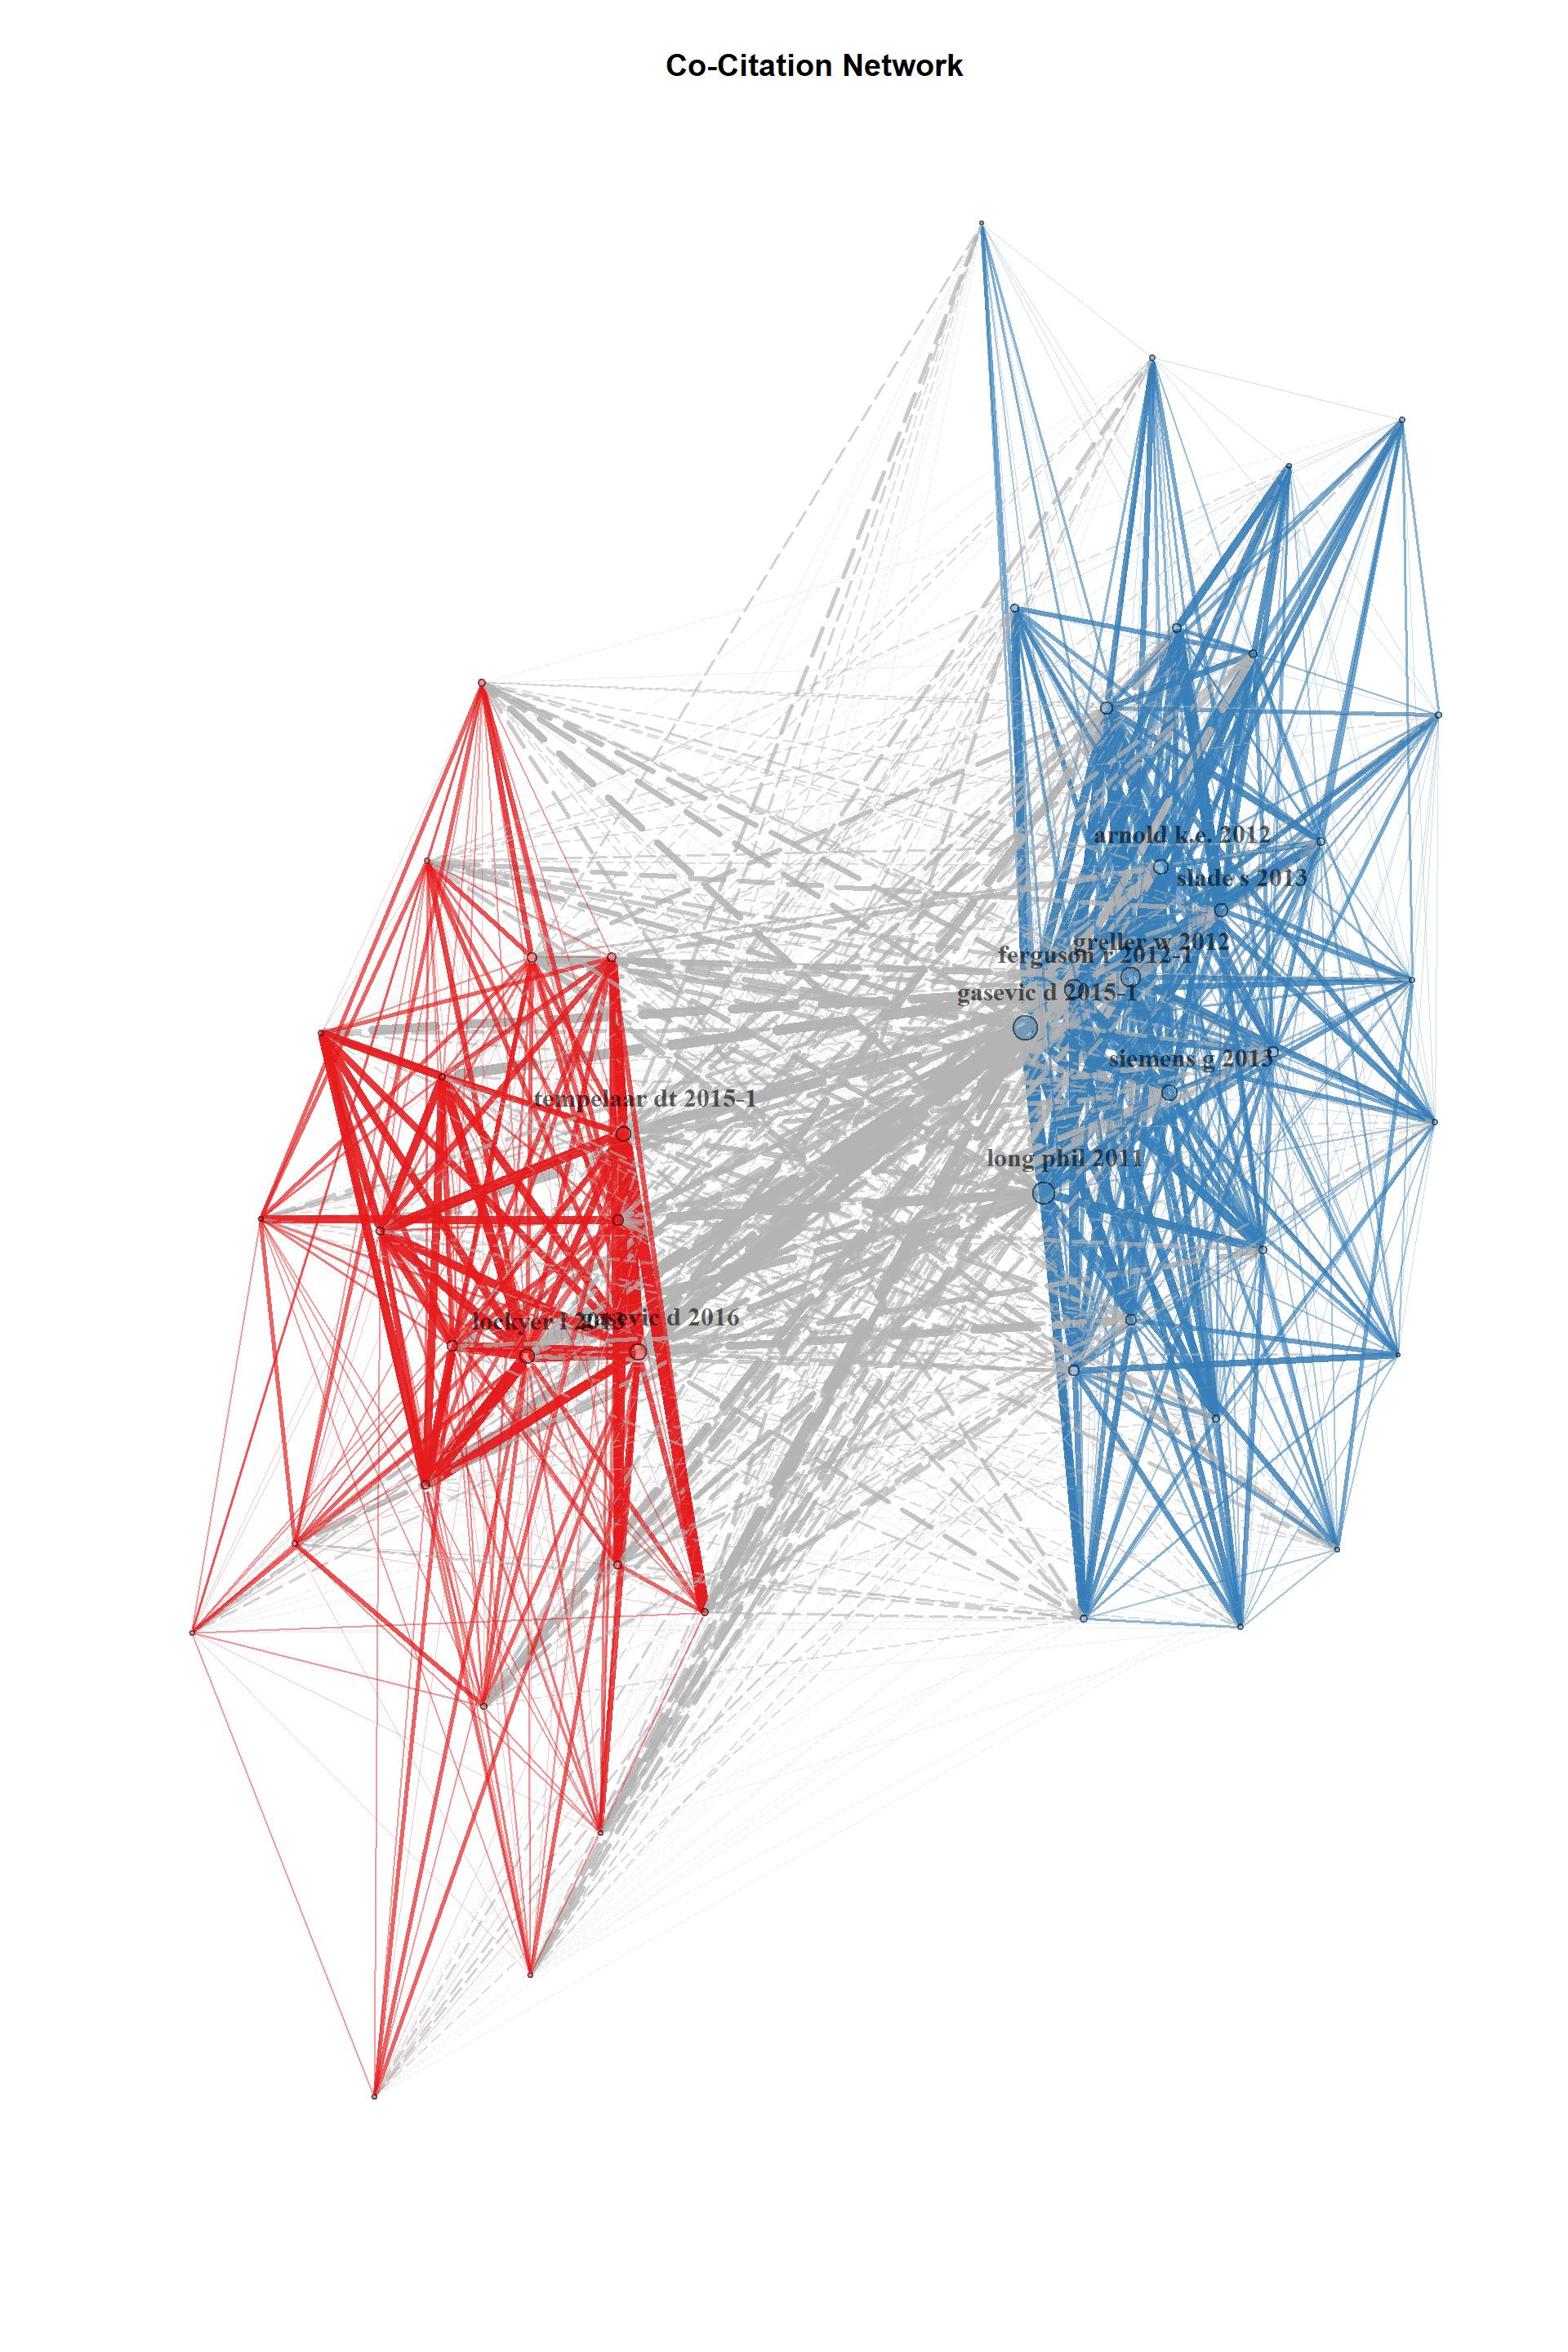 Co-Citation Network
arnold k.e. 2012
slade s 2013
greller w 2012
ferguson r 2012-1
gasevic d 2015-1
siemens g 2013
tempelaar dt 2015-1
long phil 2011
lockyer l 2013
gasevic d 2016